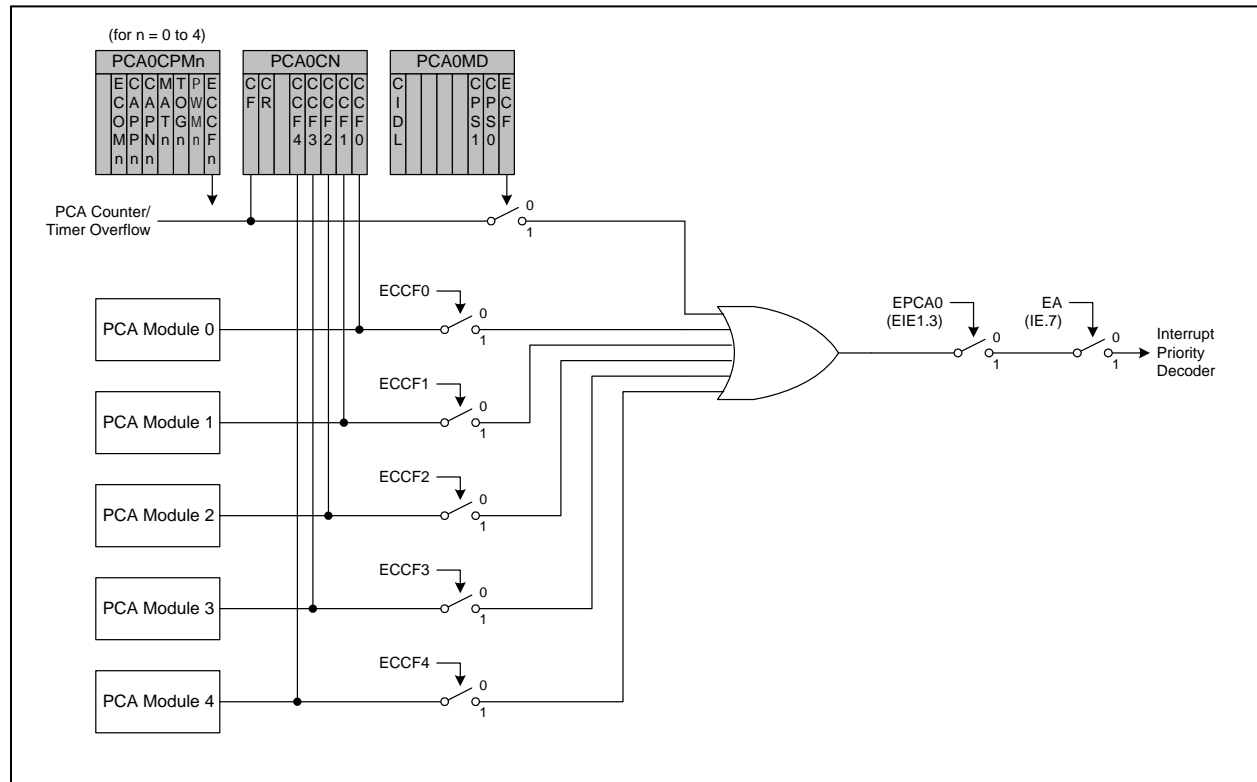 (for n = 0 to 4)
PCA0CPMn
ECOMn
CAPPn
CAPNn
MATn
TOGn
PWMn
ECCFn
PCA0CN
CF
CR
CCF4
CCF3
CCF2
CCF1
CCF0
PCA0MD
CIDL
CPS1
CPS0
ECF
PCA Counter/
Timer Overflow
0
1
PCA Module 0
ECCF0
0
1
EPCA0
(EIE1.3)
0
1
EA
(IE.7)
0
1
Interrupt
Priority
Decoder
PCA Module 1
ECCF1
0
1
PCA Module 2
ECCF2
0
1
PCA Module 3
ECCF3
0
1
PCA Module 4
ECCF4
0
1